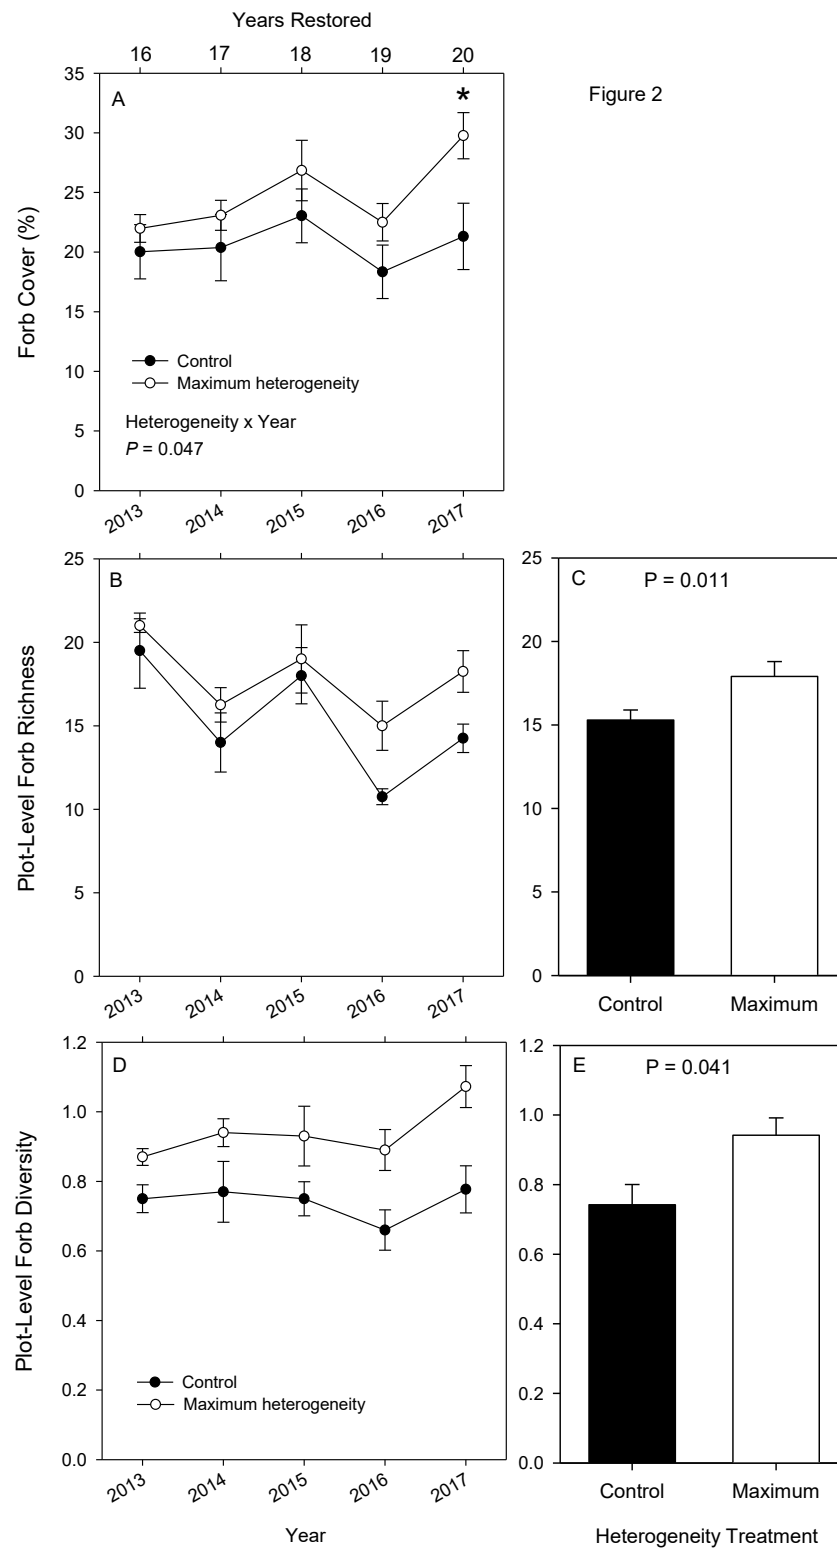 Years Restored
16 17 18 19 20
Figure 2
A
*
35
30
25
20
15
10
5
0
Forb Cover (%)
Control
Maximum heterogeneity
Heterogeneity x Year
P = 0.047
2013 2014 2015 2016 2017
B
25
20
15
10
5
0
Plot-Level Forb Richness
2013 2014 2015 2016 2017
C
P = 0.011
25
20
15
10
5
0
Control Maximum
D
1.2
1.0
0.8
0.6
0.4
0.2
0.0
Plot-Level Forb Diversity
Control
Maximum heterogeneity
2013 2014 2015 2016 2017
Year
E
P = 0.041
1.2
1.0
0.8
0.6
0.4
0.2
0.0
Control Maximum
Heterogeneity Treatment